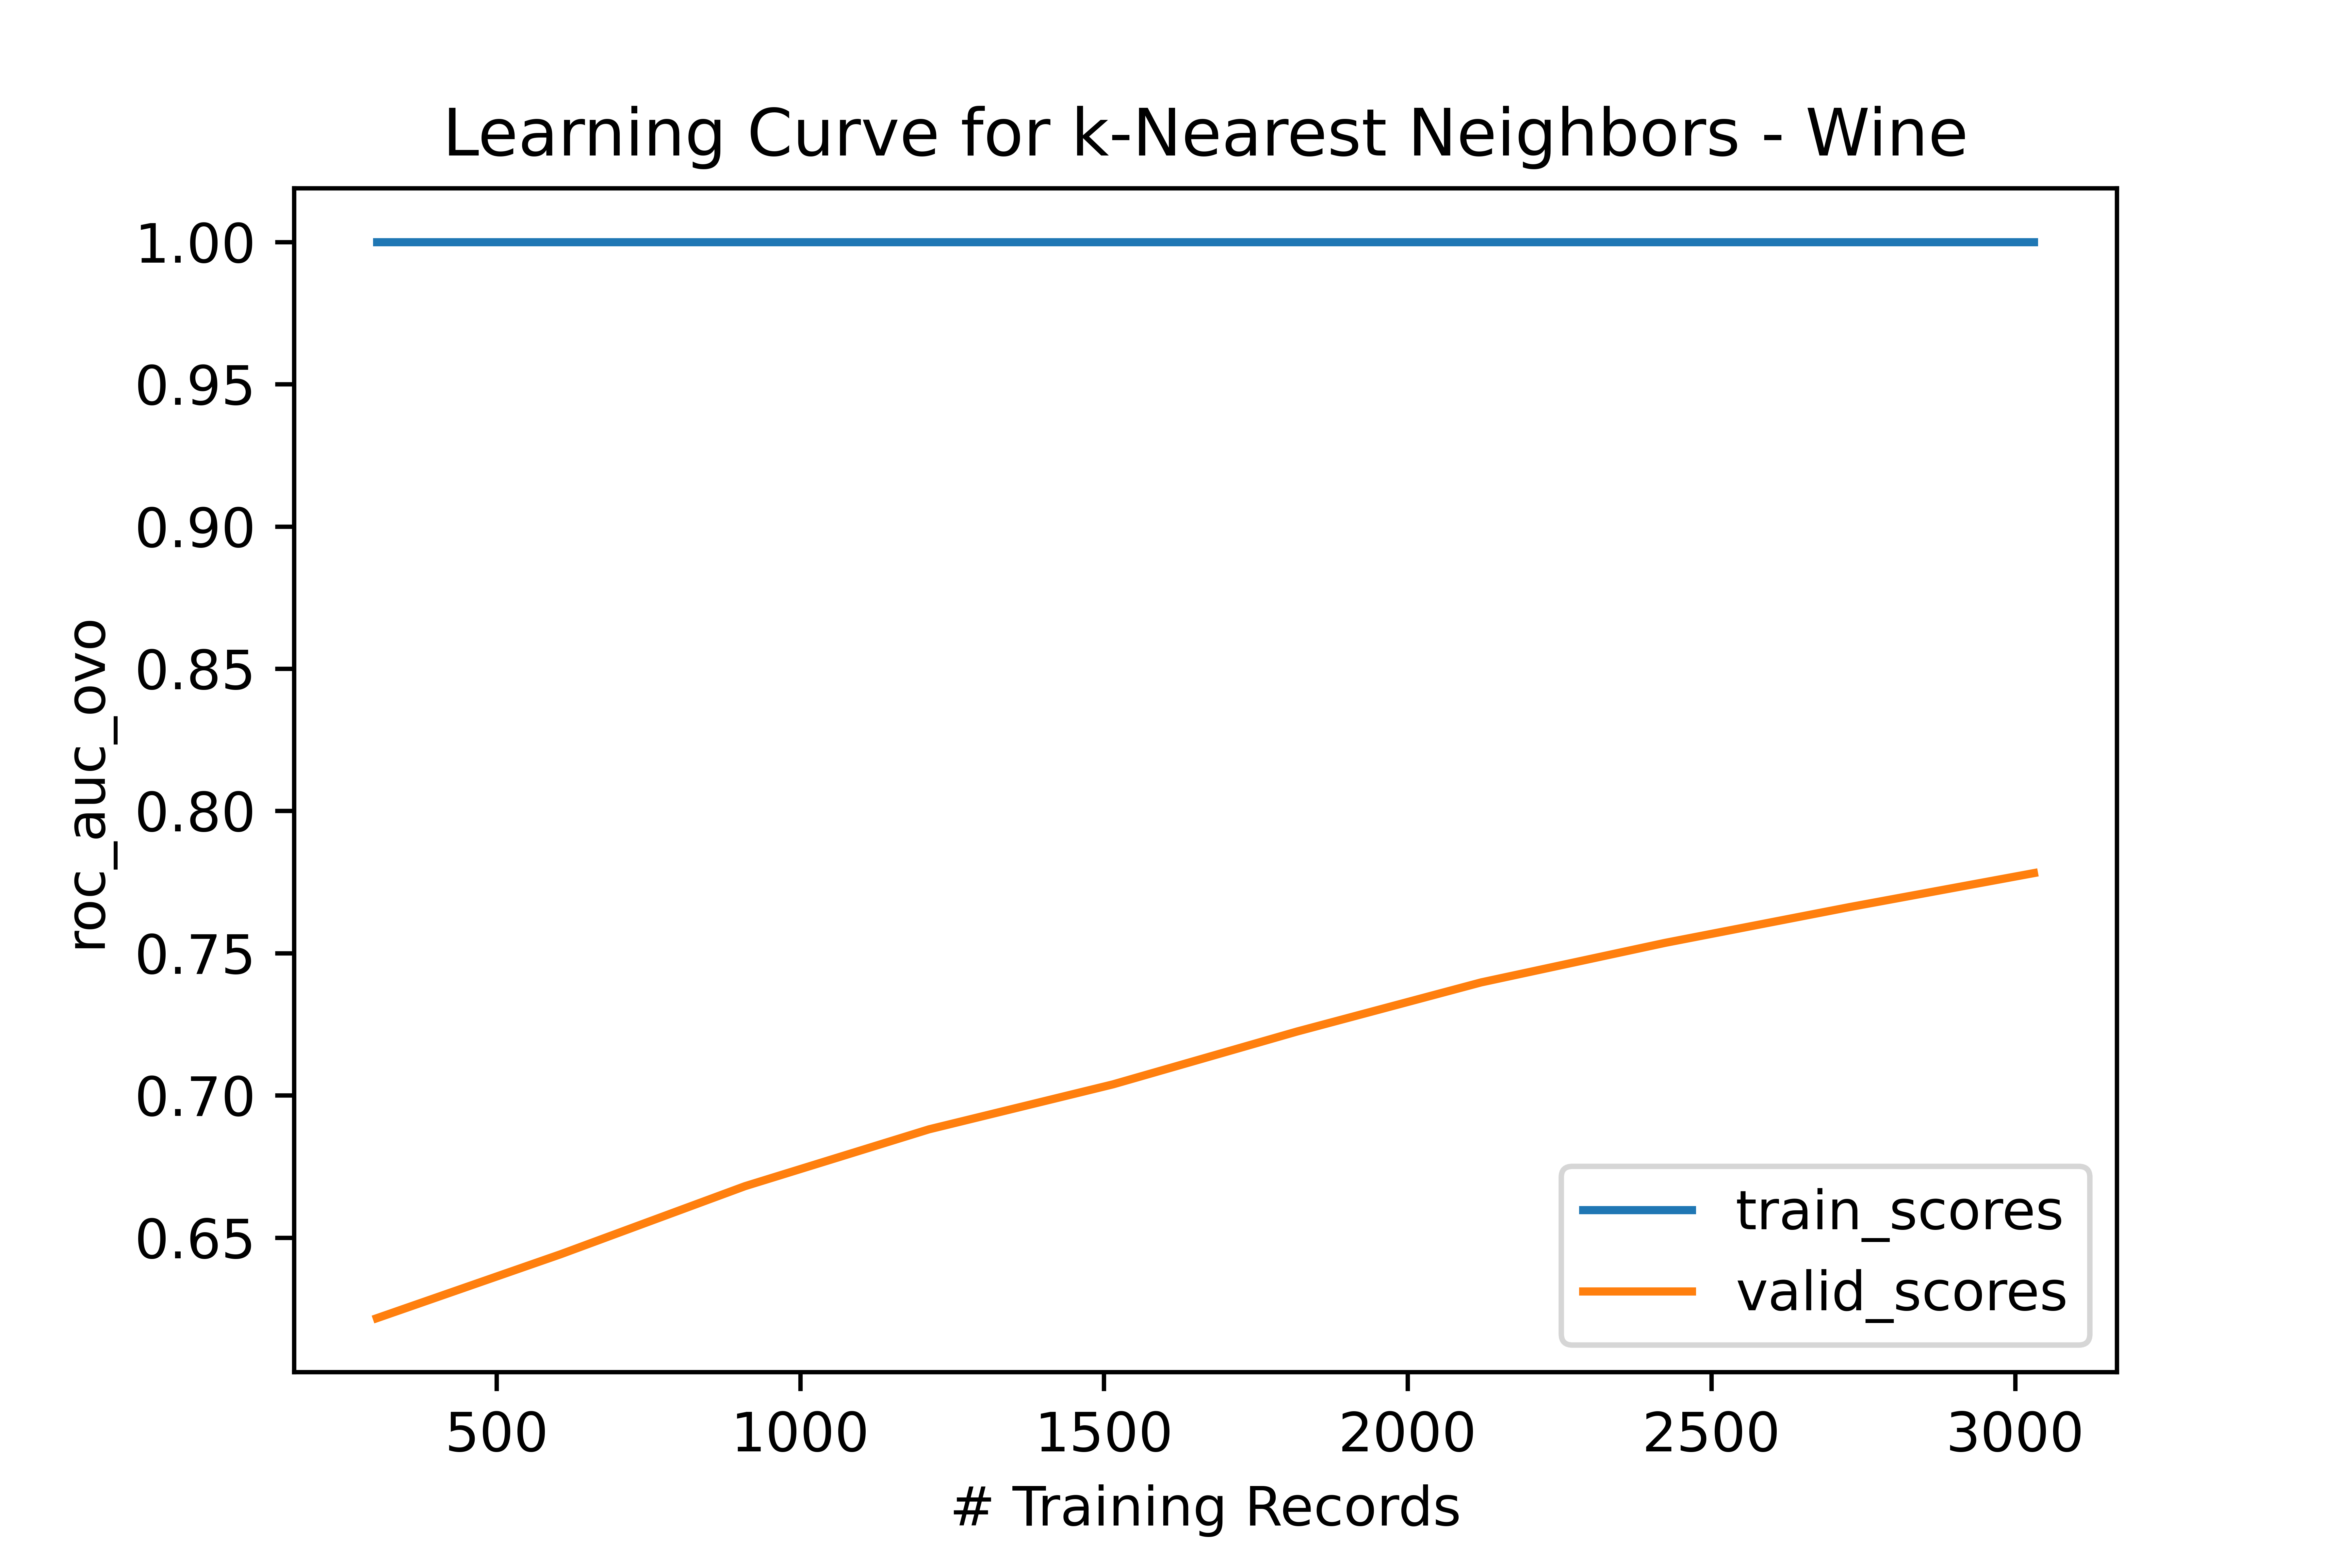 Learning Curve for k-Nearest Neighbors - Wine
roc_auc_ovo
1.00
0.95
0.90
0.85
0.80
0.75
0.70
0.65
train_scores
valid_scores
500 1000 1500 2000 2500 3000
# Training Records